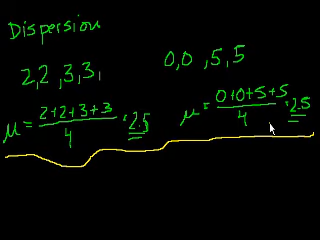 Dispersion
2,2,3,3,
0,0,5,5
μ = 2+2+3+3 / 4 = 2.5
μ = 0+0+5+5 / 4 = 2.5